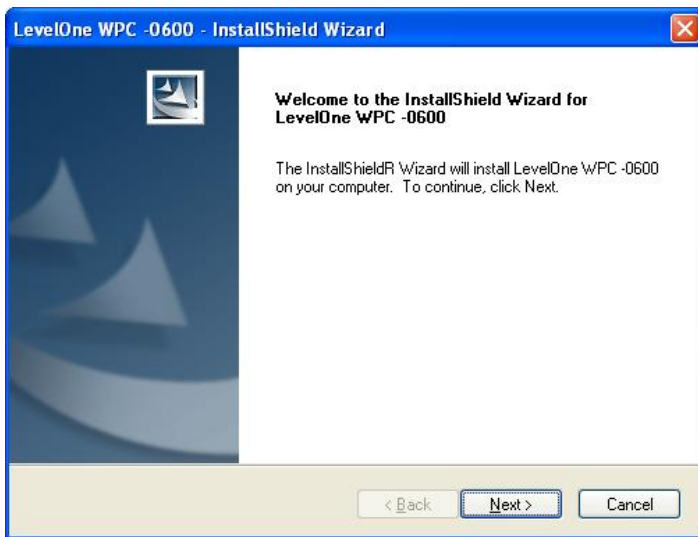 LevelOne WPC -0600 - InstallShield Wizard
Welcome to the InstallShield Wizard for
LevelOne WPC -0600
The InstallShieldR Wizard will install LevelOne WPC -0600
on your computer. To continue, click Next.
< Back Next > Cancel